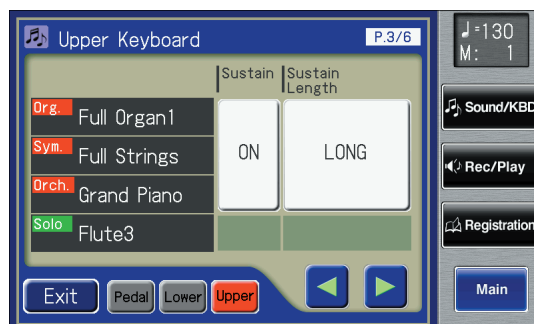 Upper Keyboard P.3/6
♩=130
M: 1
Sustain Sustain
Length
Org. Full Organ1
Sym. Full Strings
Orch. Grand Piano
Solo Flute3
ON LONG
Sound/KBD
Rec/Play
Registration
Exit Pedal Lower Upper
Main